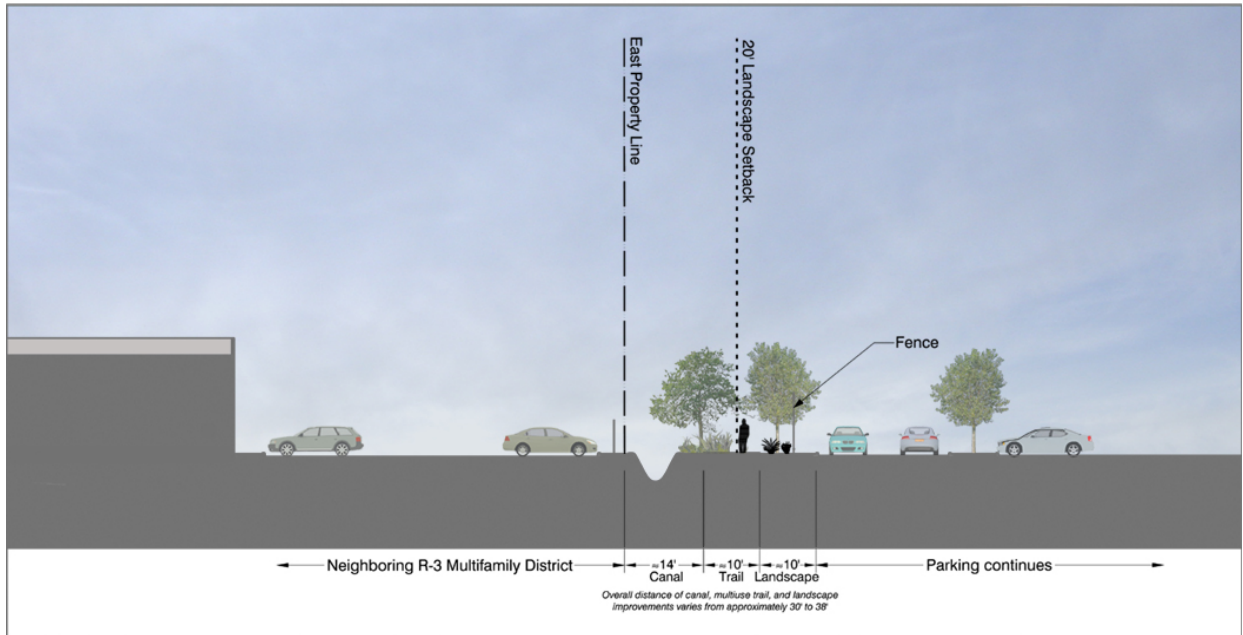 East Property Line
20' Landscape Setback
Fence
Neighboring R-3 Multifamily District
≈14'
Canal
≈10'
Trail
≈10'
Landscape
Parking continues
Overall distance of canal, multiuse trail, and landscape
improvements varies from approximately 30' to 38'